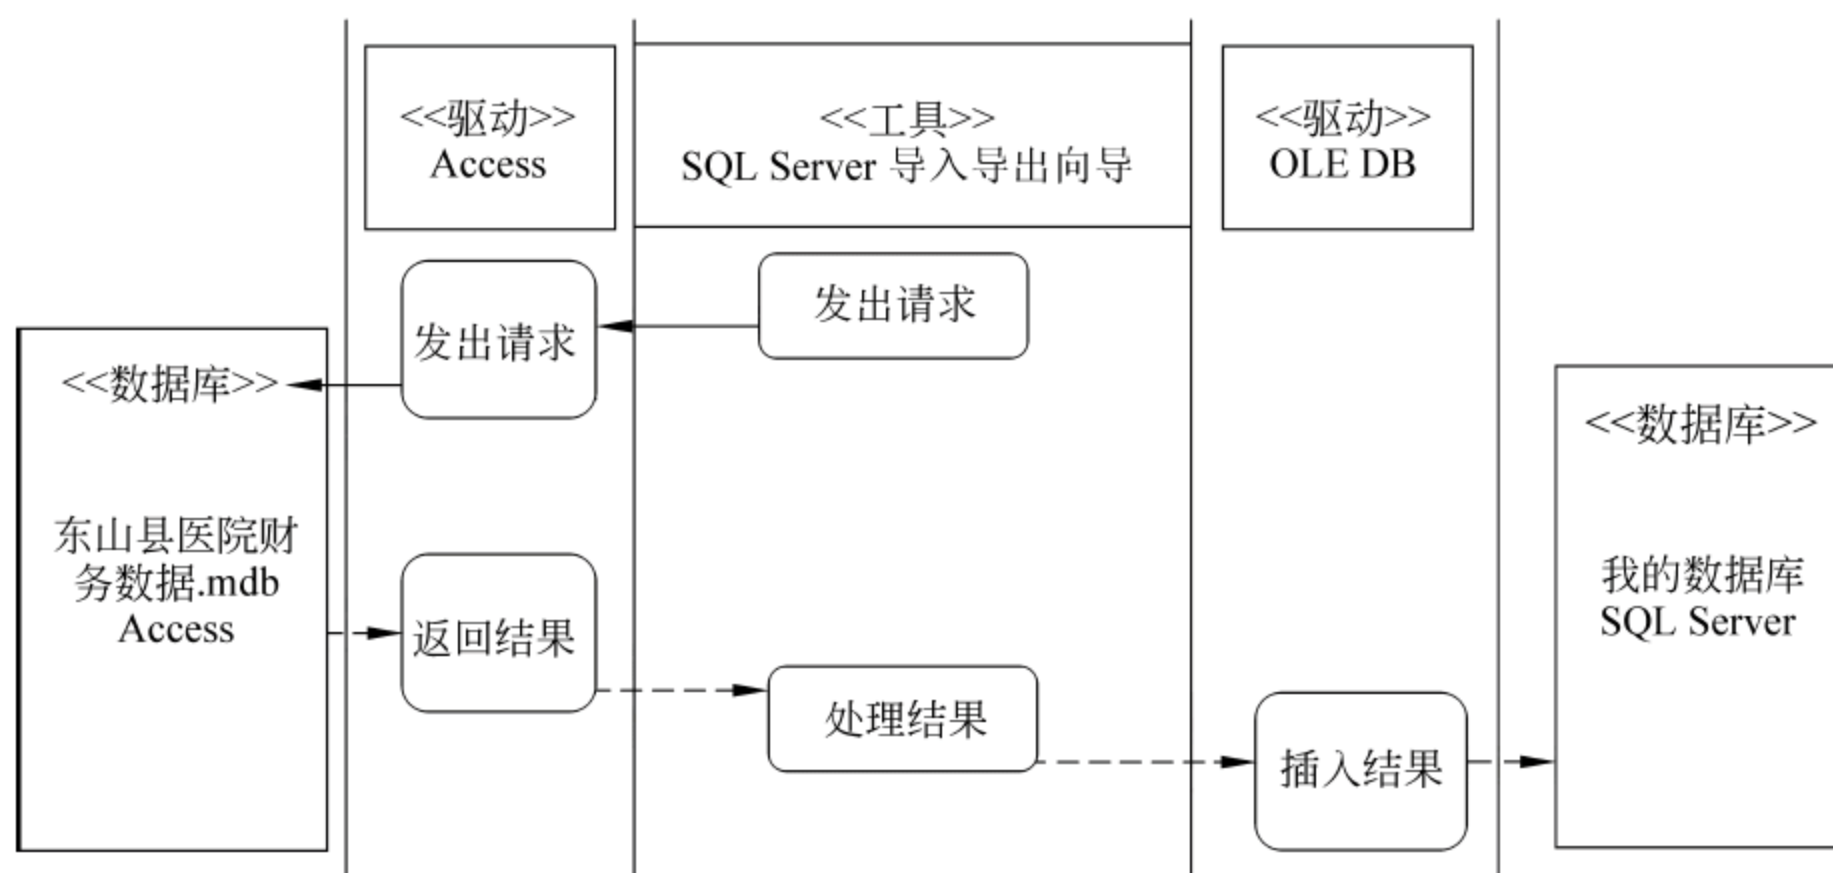 <<驱动>>
Access
<<工具>>
SQL Server 导入导出向导
<<驱动>>
OLE DB
发出请求
发出请求
<<数据库>>
东山县医院财
务数据.mdb
Access
返回结果
处理结果
插入结果
<<数据库>>
我的数据库
SQL Server